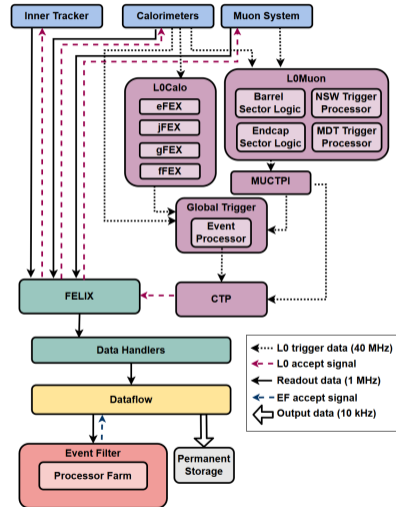 Inner Tracker
Calorimeters
Muon System
L0Calo
eFEX
jFEX
gFEX
fFEX
L0Muon
Barrel
Sector Logic
NSW Trigger
Processor
Endcap
Sector Logic
MDT Trigger
Processor
MUCTPI
Global Trigger
Event
Processor
FELIX
CTP
Data Handlers
Dataflow
Event Filter
Processor Farm
Permanent
Storage
L0 trigger data (40 MHz)
L0 accept signal
Readout data (1 MHz)
EF accept signal
Output data (10 kHz)